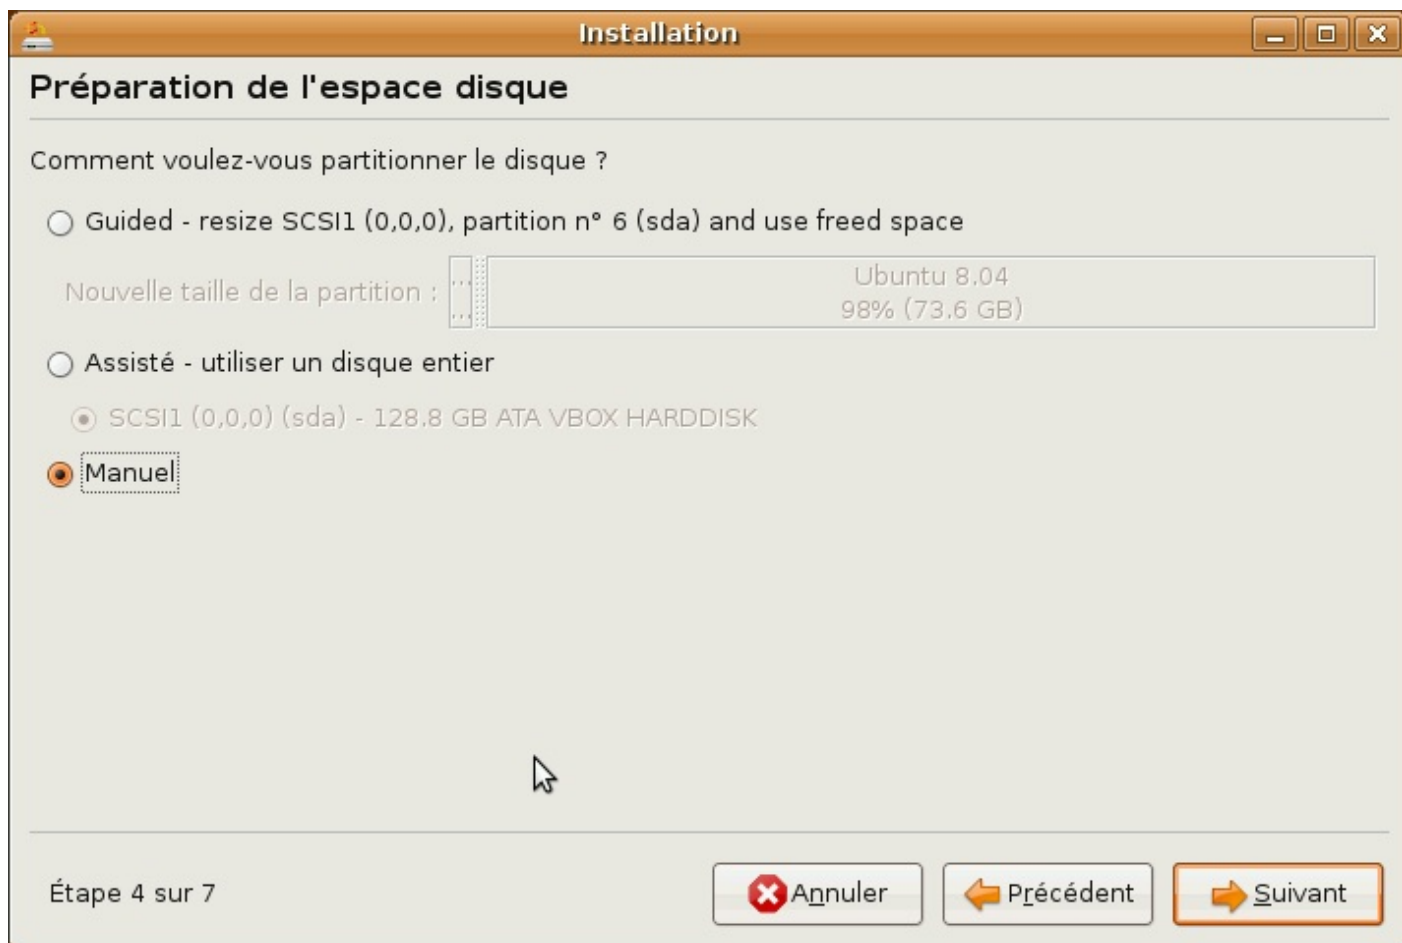 Installation
Préparation de l'espace disque
Comment voulez-vous partitionner le disque ?
Guided - resize SCSI1 (0,0,0), partition n° 6 (sda) and use freed space
Nouvelle taille de la partition :
...
...
Ubuntu 8.04
98% (73.6 GB)
Assisté - utiliser un disque entier
SCSI1 (0,0,0) (sda) - 128.8 GB ATA VBOX HARDDISK
Manuel
Étape 4 sur 7
Annuler
Précédent
Suivant